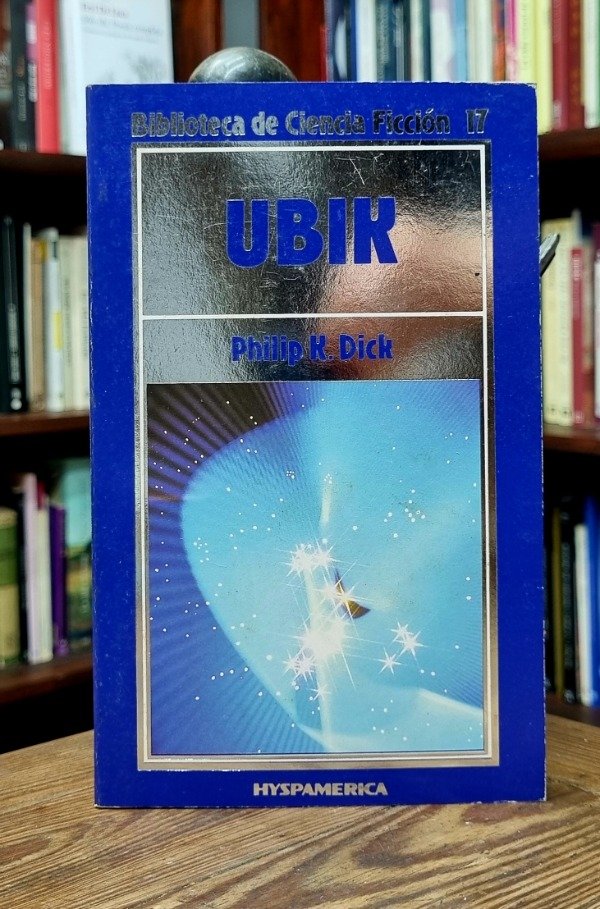 Biblioteca de Ciencia Ficción 17
UBIK
Philip K. Dick
HYSPAMERICA